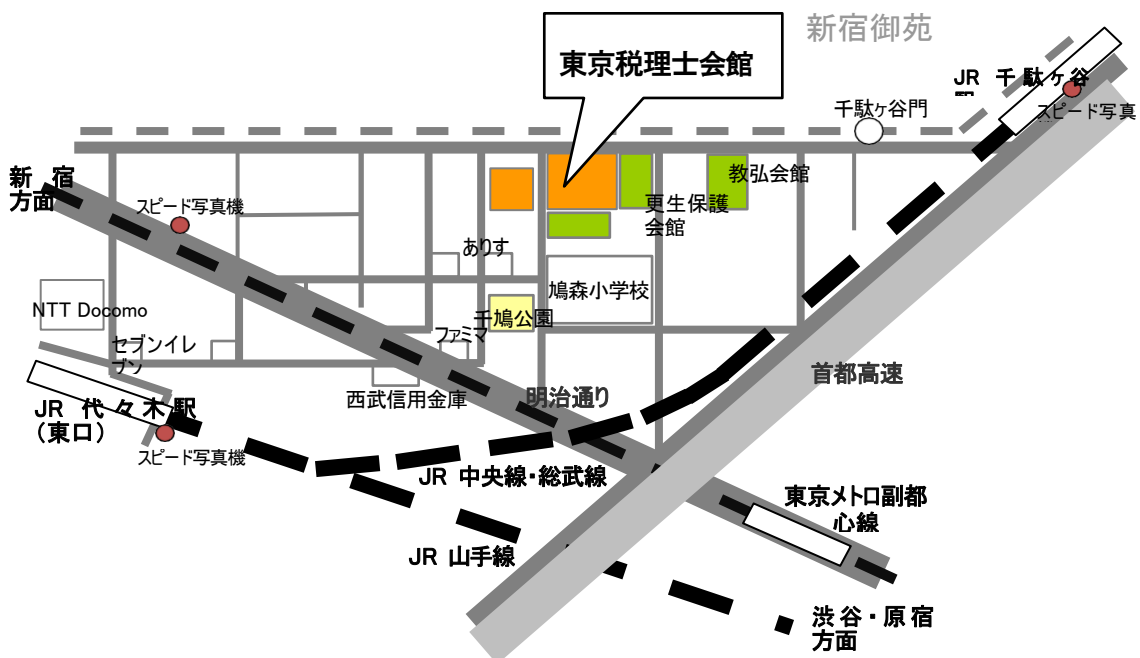 新宿御苑
東京税理士会館
JR 千駄ヶ谷
スピード写真
千駄ヶ谷門
教弘会館
新 宿
方面
スピード写真機
更生保護
会館
ありす
鳩森小学校
NTT Docomo
千鳩公園
ファミマ
セブンイレ
ブン
首都高速
西武信用金庫
明治通り
JR 代々木駅
（東口）
スピード写真機
JR 中央線・総武線
東京メトロ副都
心線
JR 山手線
渋谷・原宿
方面